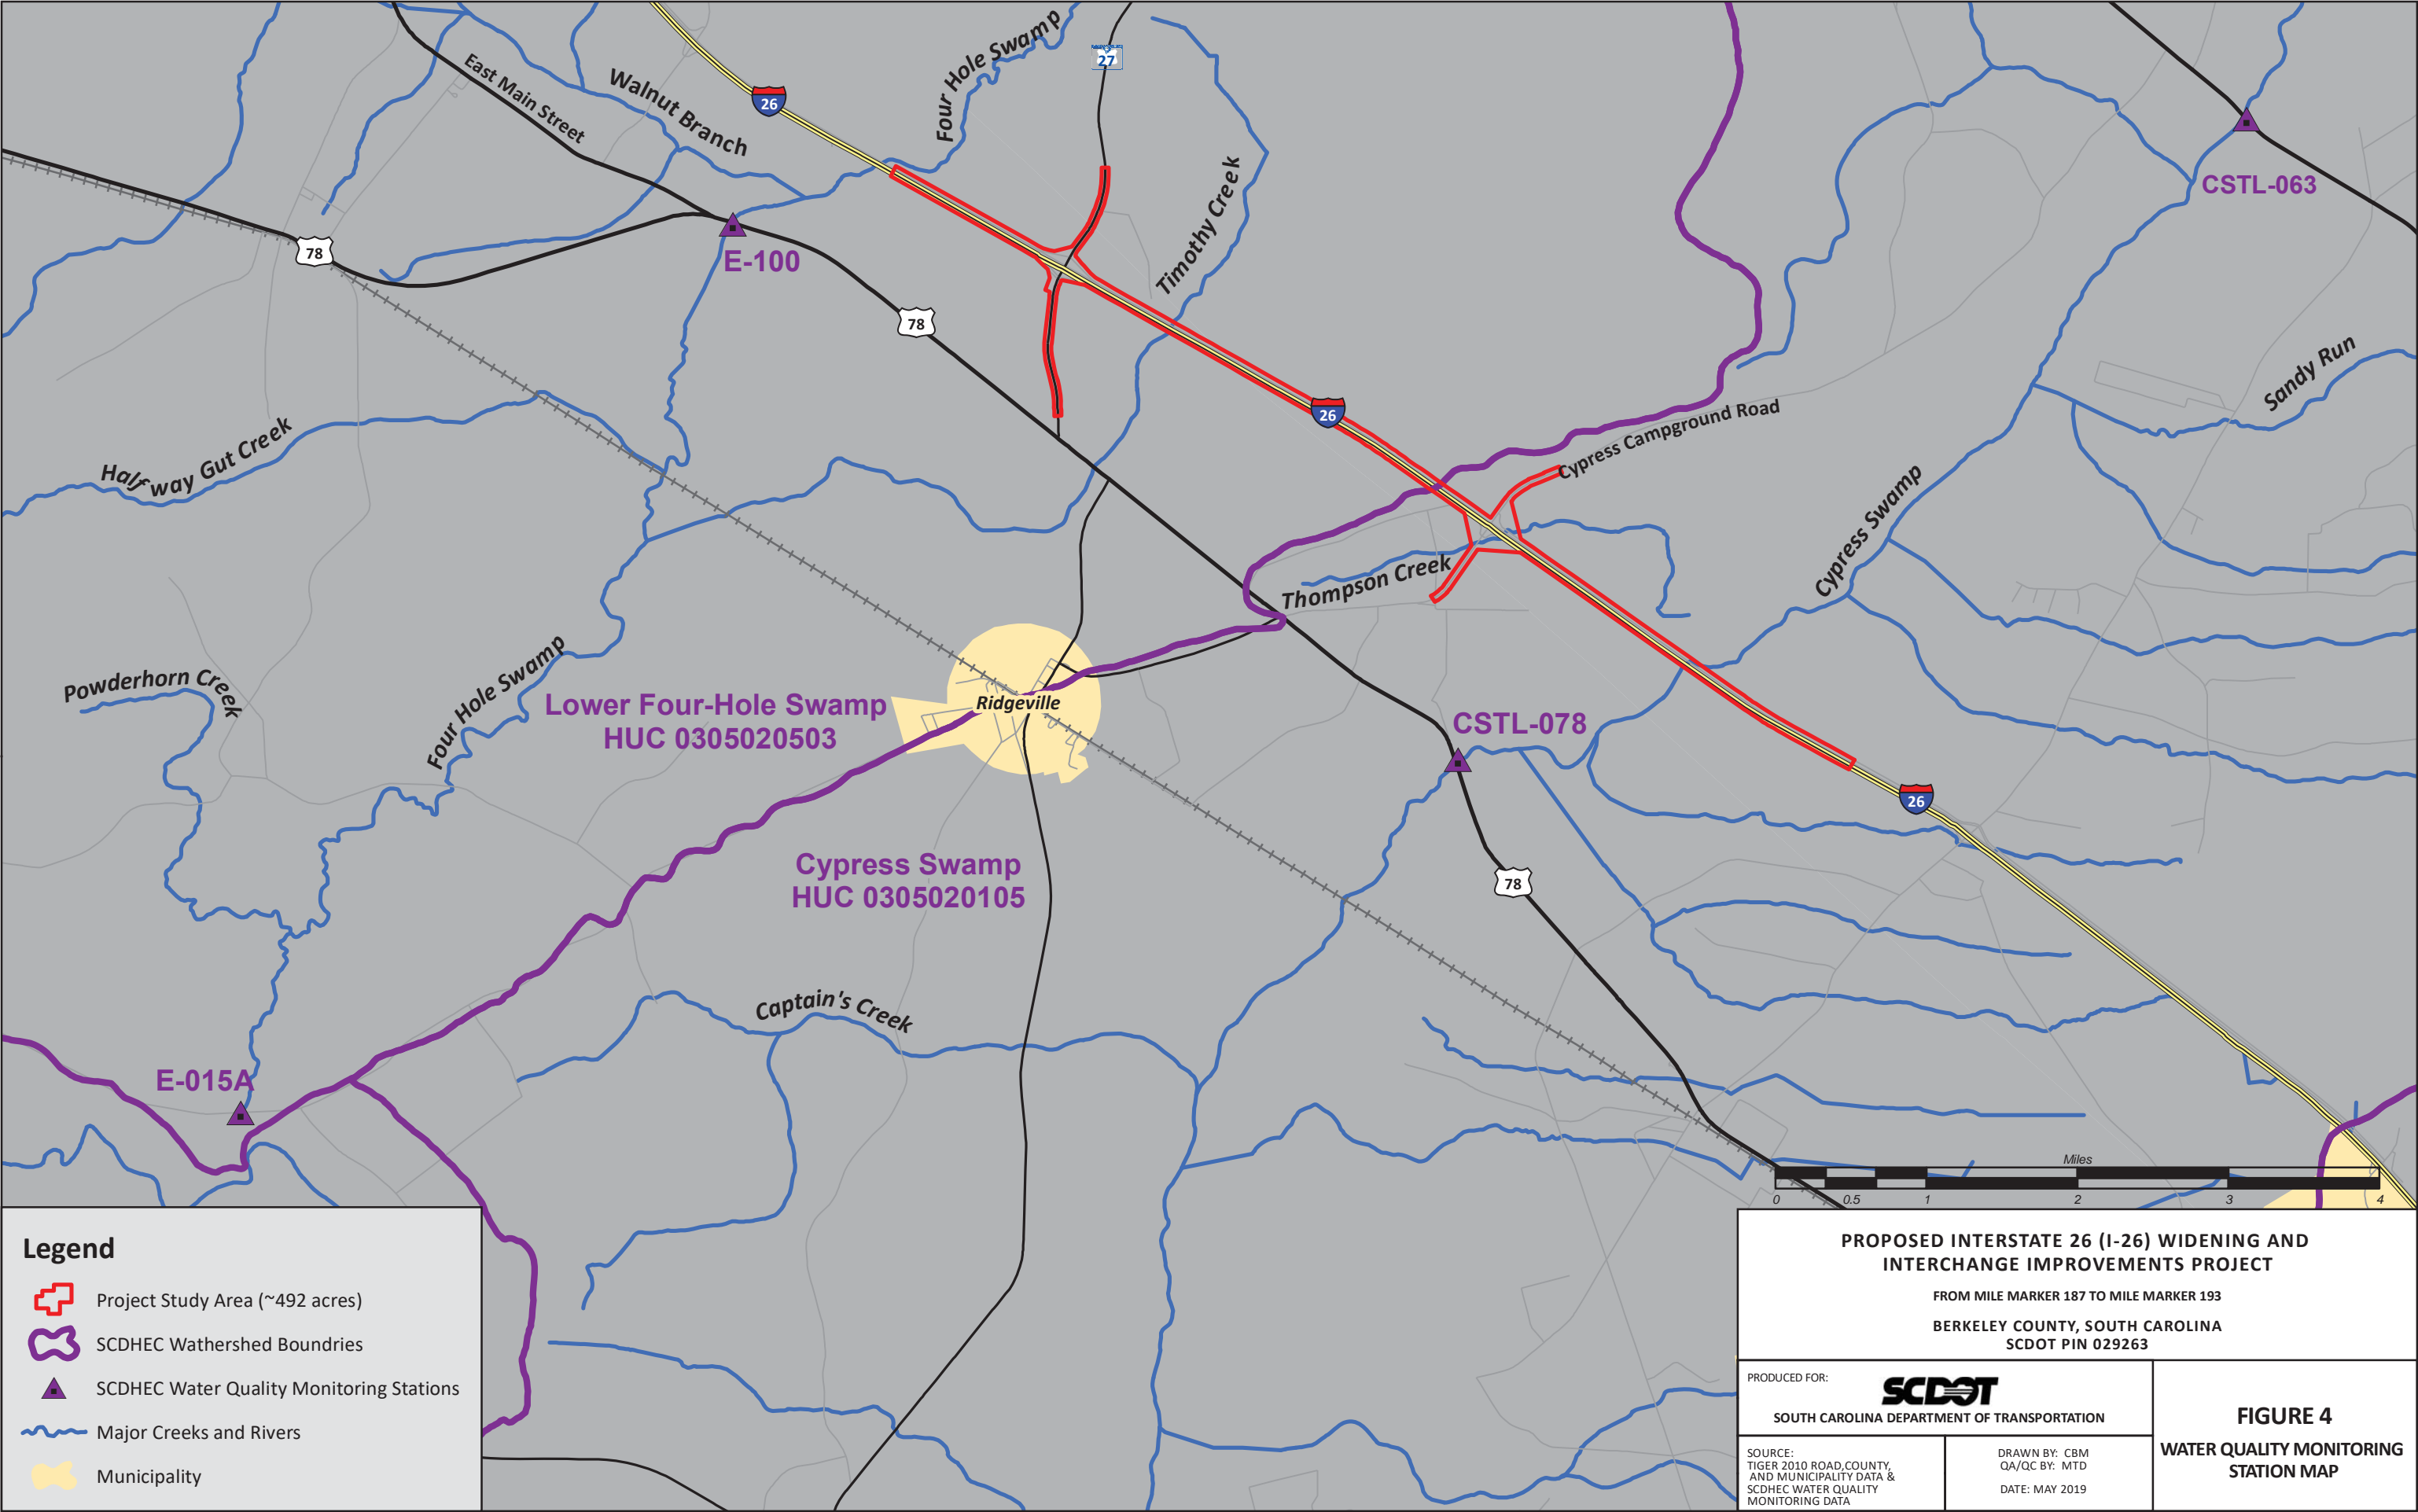 Four Hole Swamp
27
East Main Street
Walnut Branch
26
Timothy Creek
CSTL-063
78
E-100
78
Sandy Run
26
Cypress Campground Road
Half way Gut Creek
Cypress Swamp
Thompson Creek
Powderhorn Creek
Four Hole Swamp
Lower Four-Hole Swamp
HUC 0305020503
Ridgeville
CSTL-078
26
Cypress Swamp
HUC 0305020105
78
Captain's Creek
E-015A
Miles
0 0.5 1 2 3 4
Legend
Project Study Area (~492 acres)
SCDHEC Wathershed Boundries
SCDHEC Water Quality Monitoring Stations
Major Creeks and Rivers
Municipality
PROPOSED INTERSTATE 26 (I-26) WIDENING AND
INTERCHANGE IMPROVEMENTS PROJECT
FROM MILE MARKER 187 TO MILE MARKER 193
BERKELEY COUNTY, SOUTH CAROLINA
SCDOT PIN 029263
PRODUCED FOR:
SCDOT
SOUTH CAROLINA DEPARTMENT OF TRANSPORTATION
SOURCE:
TIGER 2010 ROAD,COUNTY,
AND MUNICIPALITY DATA &
SCDHEC WATER QUALITY
MONITORING DATA
DRAWN BY: CBM
QA/QC BY: MTD
DATE: MAY 2019
FIGURE 4
WATER QUALITY MONITORING
STATION MAP